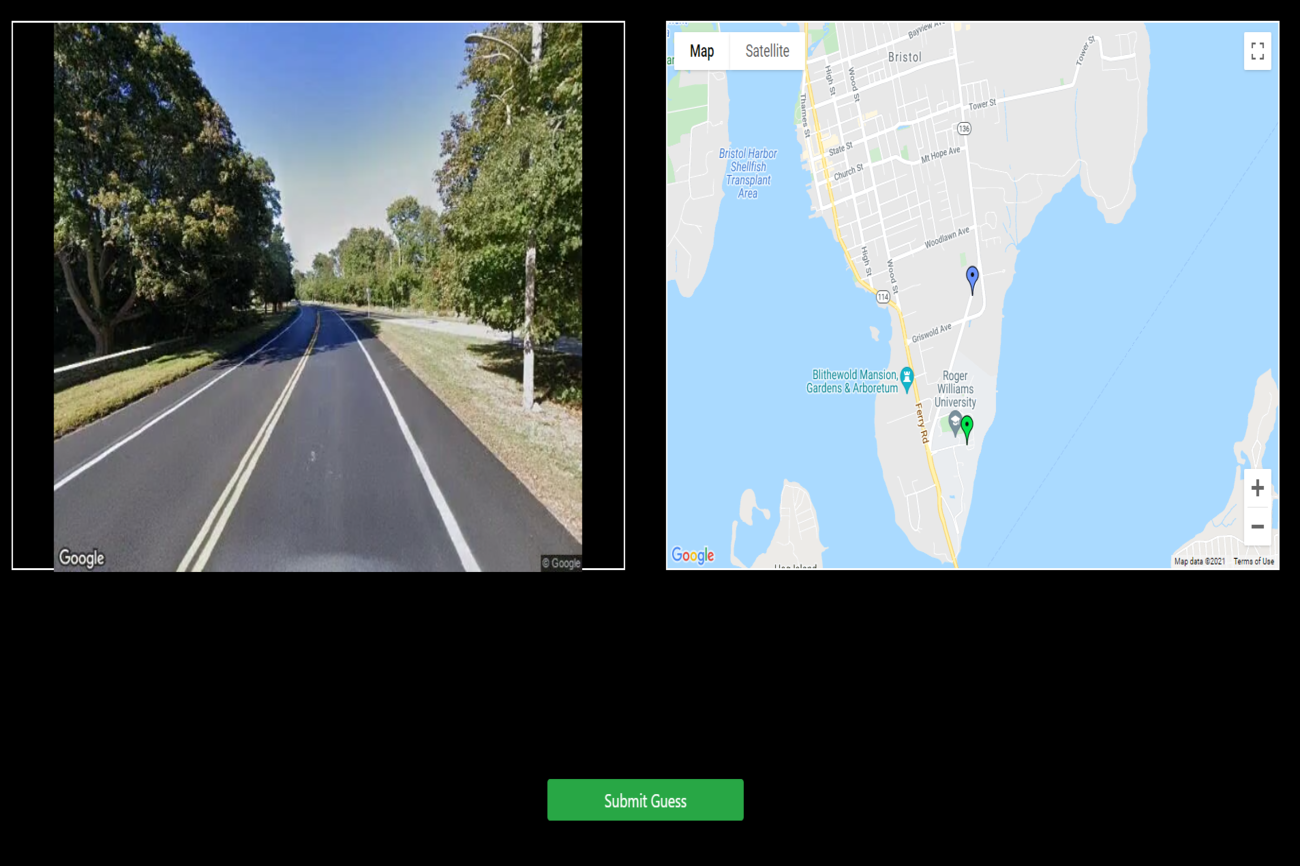 Google
© Google
Map
Satellite
Bayview Ave
Bristol
Tower St
High St
Wood St
Thames St
Tower St
136
State St
Mt Hope Ave
Church St
Bristol Harbor
Shellfish
Transplant
Area
Woodlawn Ave
High St
Wood St
114
Griswold Ave
Blithewold Mansion,
Gardens & Arboretum
Roger
Williams
University
Ferry Rd
Google
Hog Island
Map data ©2021
Terms of Use
Submit Guess